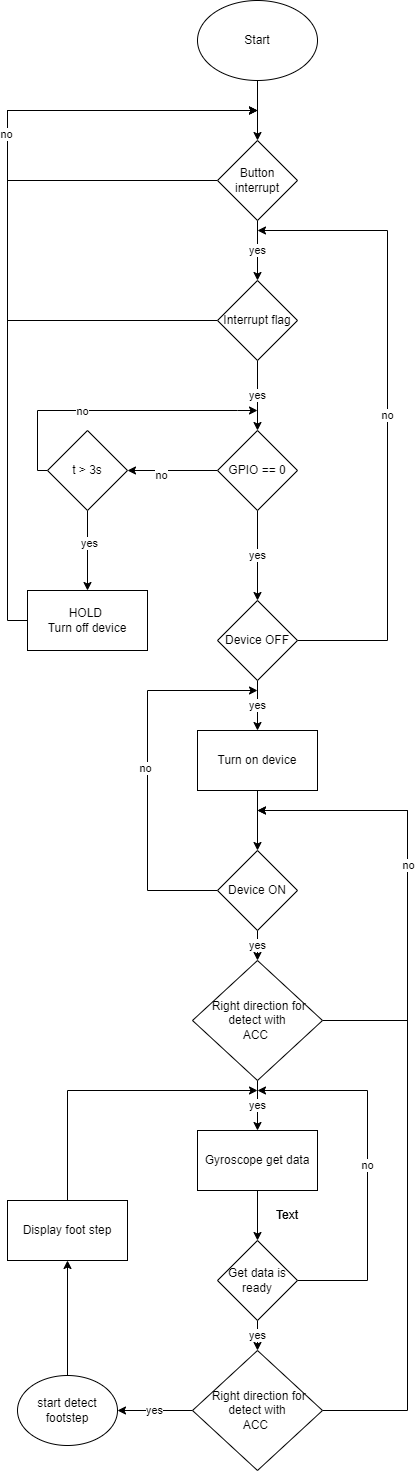 Start
no
Button
interrupt
yes
Interrupt flag
yes
no
no
t > 3s
no
GPIO == 0
yes
yes
HOLD
Turn off device
Device OFF
yes
Turn on device
no
no
Device ON
yes
Right direction for
detect with
ACC
yes
Gyroscope get data
no
Text
Display foot step
Get data is
ready
yes
Right direction for
detect with
ACC
yes
start detect
footstep